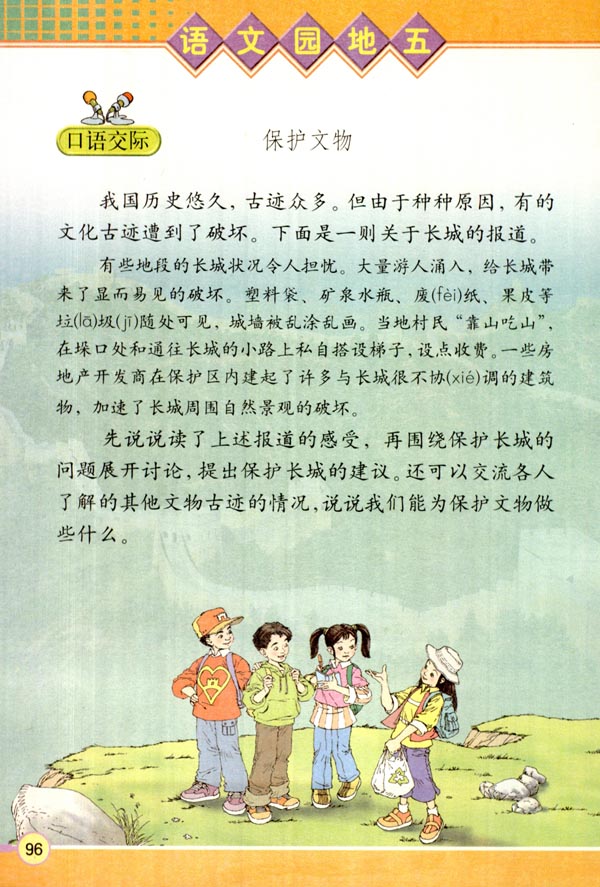 语文园地五
口语交际
保护文物
我国历史悠久，古迹众多。但由于种种原因，有的
文化古迹遭到了破坏。下面是一则关于长城的报道。
有些地段的长城状况令人担忧。大量游人涌入，给长城带
来了显而易见的破坏。塑料袋、矿泉水瓶、废(fèi)纸、果皮等
垃(lā)圾(jī)随处可见，城墙被乱涂乱画。当地村民“靠山吃山”，
在垛口处和通往长城的小路上私自搭设梯子，设点收费。一些房
地产开发商在保护区内建起了许多与长城很不协(xié)调的建筑
物，加速了长城周围自然景观的破坏。
先说说读了上述报道的感受，再围绕保护长城的
问题展开讨论，提出保护长城的建议。还可以交流各人
了解的其他文物古迹的情况，说说我们能为保护文物做
些什么。
96